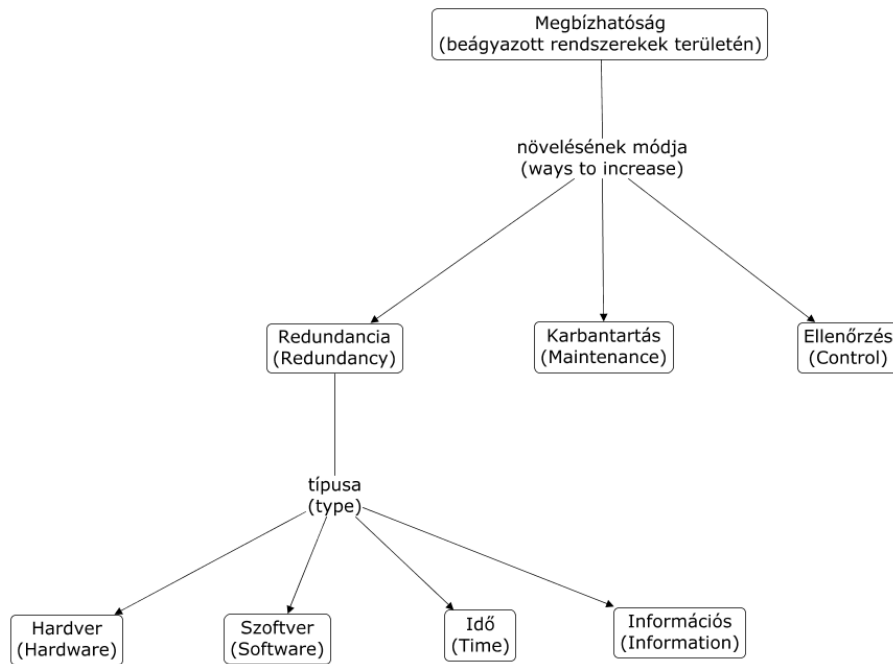 Megbízhatóság
(beágyazott rendszerekek területén)
növelésének módja
(ways to increase)
Redundancia
(Redundancy)
Karbantartás
(Maintenance)
Ellenőrzés
(Control)
típusa
(type)
Hardver
(Hardware)
Szoftver
(Software)
Idő
(Time)
Információs
(Information)